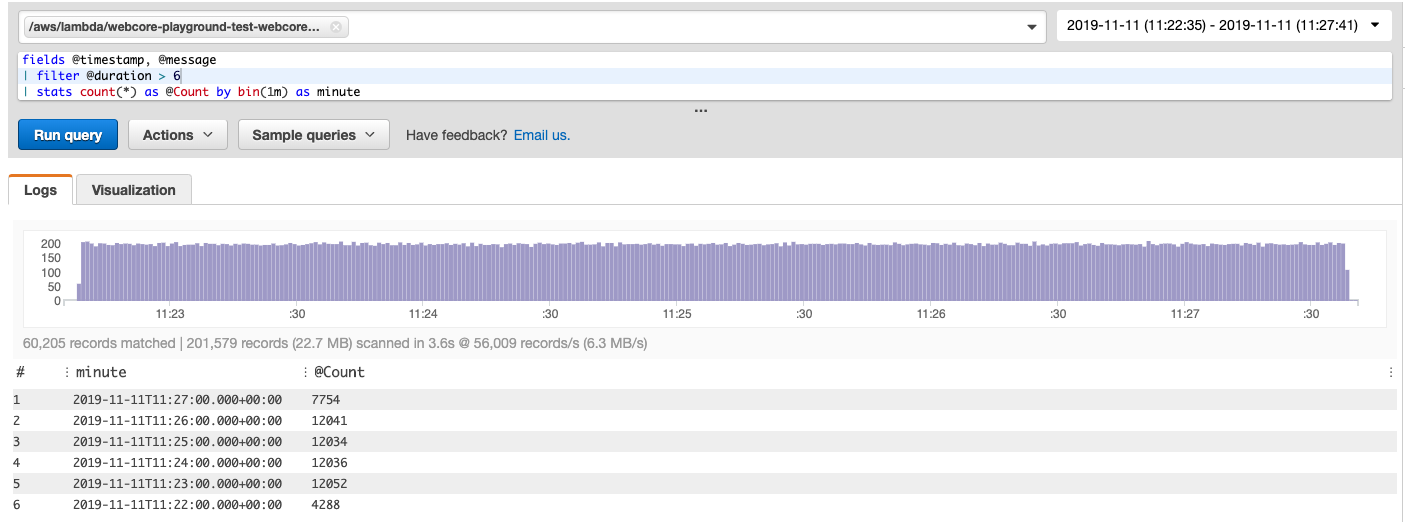 /aws/lambda/webcore-playground-test-webcore...
2019-11-11 (11:22:35) - 2019-11-11 (11:27:41)
fields @timestamp, @message
| filter @duration > 6
| stats count(*) as @Count by bin(1m) as minute
Run query Actions Sample queries Have feedback? Email us.
Logs Visualization
200
150
100
50
0
11:23 :30 11:24 :30 11:25 :30 11:26 :30 11:27 :30
60,205 records matched | 201,579 records (22.7 MB) scanned in 3.6s @ 56,009 records/s (6.3 MB/s)
# minute @Count
1 2019-11-11T11:27:00.000+00:00 7754
2 2019-11-11T11:26:00.000+00:00 12041
3 2019-11-11T11:25:00.000+00:00 12034
4 2019-11-11T11:24:00.000+00:00 12036
5 2019-11-11T11:23:00.000+00:00 12052
6 2019-11-11T11:22:00.000+00:00 4288